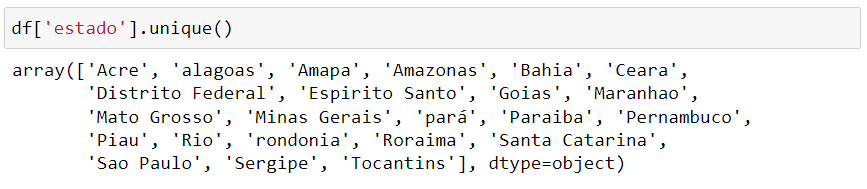 df['estado'].unique()
array(['Acre', 'alagoas', 'Amapa', 'Amazonas', 'Bahia', 'Ceara',
'Distrito Federal', 'Espirito Santo', 'Goias', 'Maranhao',
'Mato Grosso', 'Minas Gerais', 'pará', 'Paraiba', 'Pernambuco',
'Piau', 'Rio', 'rondonia', 'Roraima', 'Santa Catarina',
'Sao Paulo', 'Sergipe', 'Tocantins'], dtype=object)